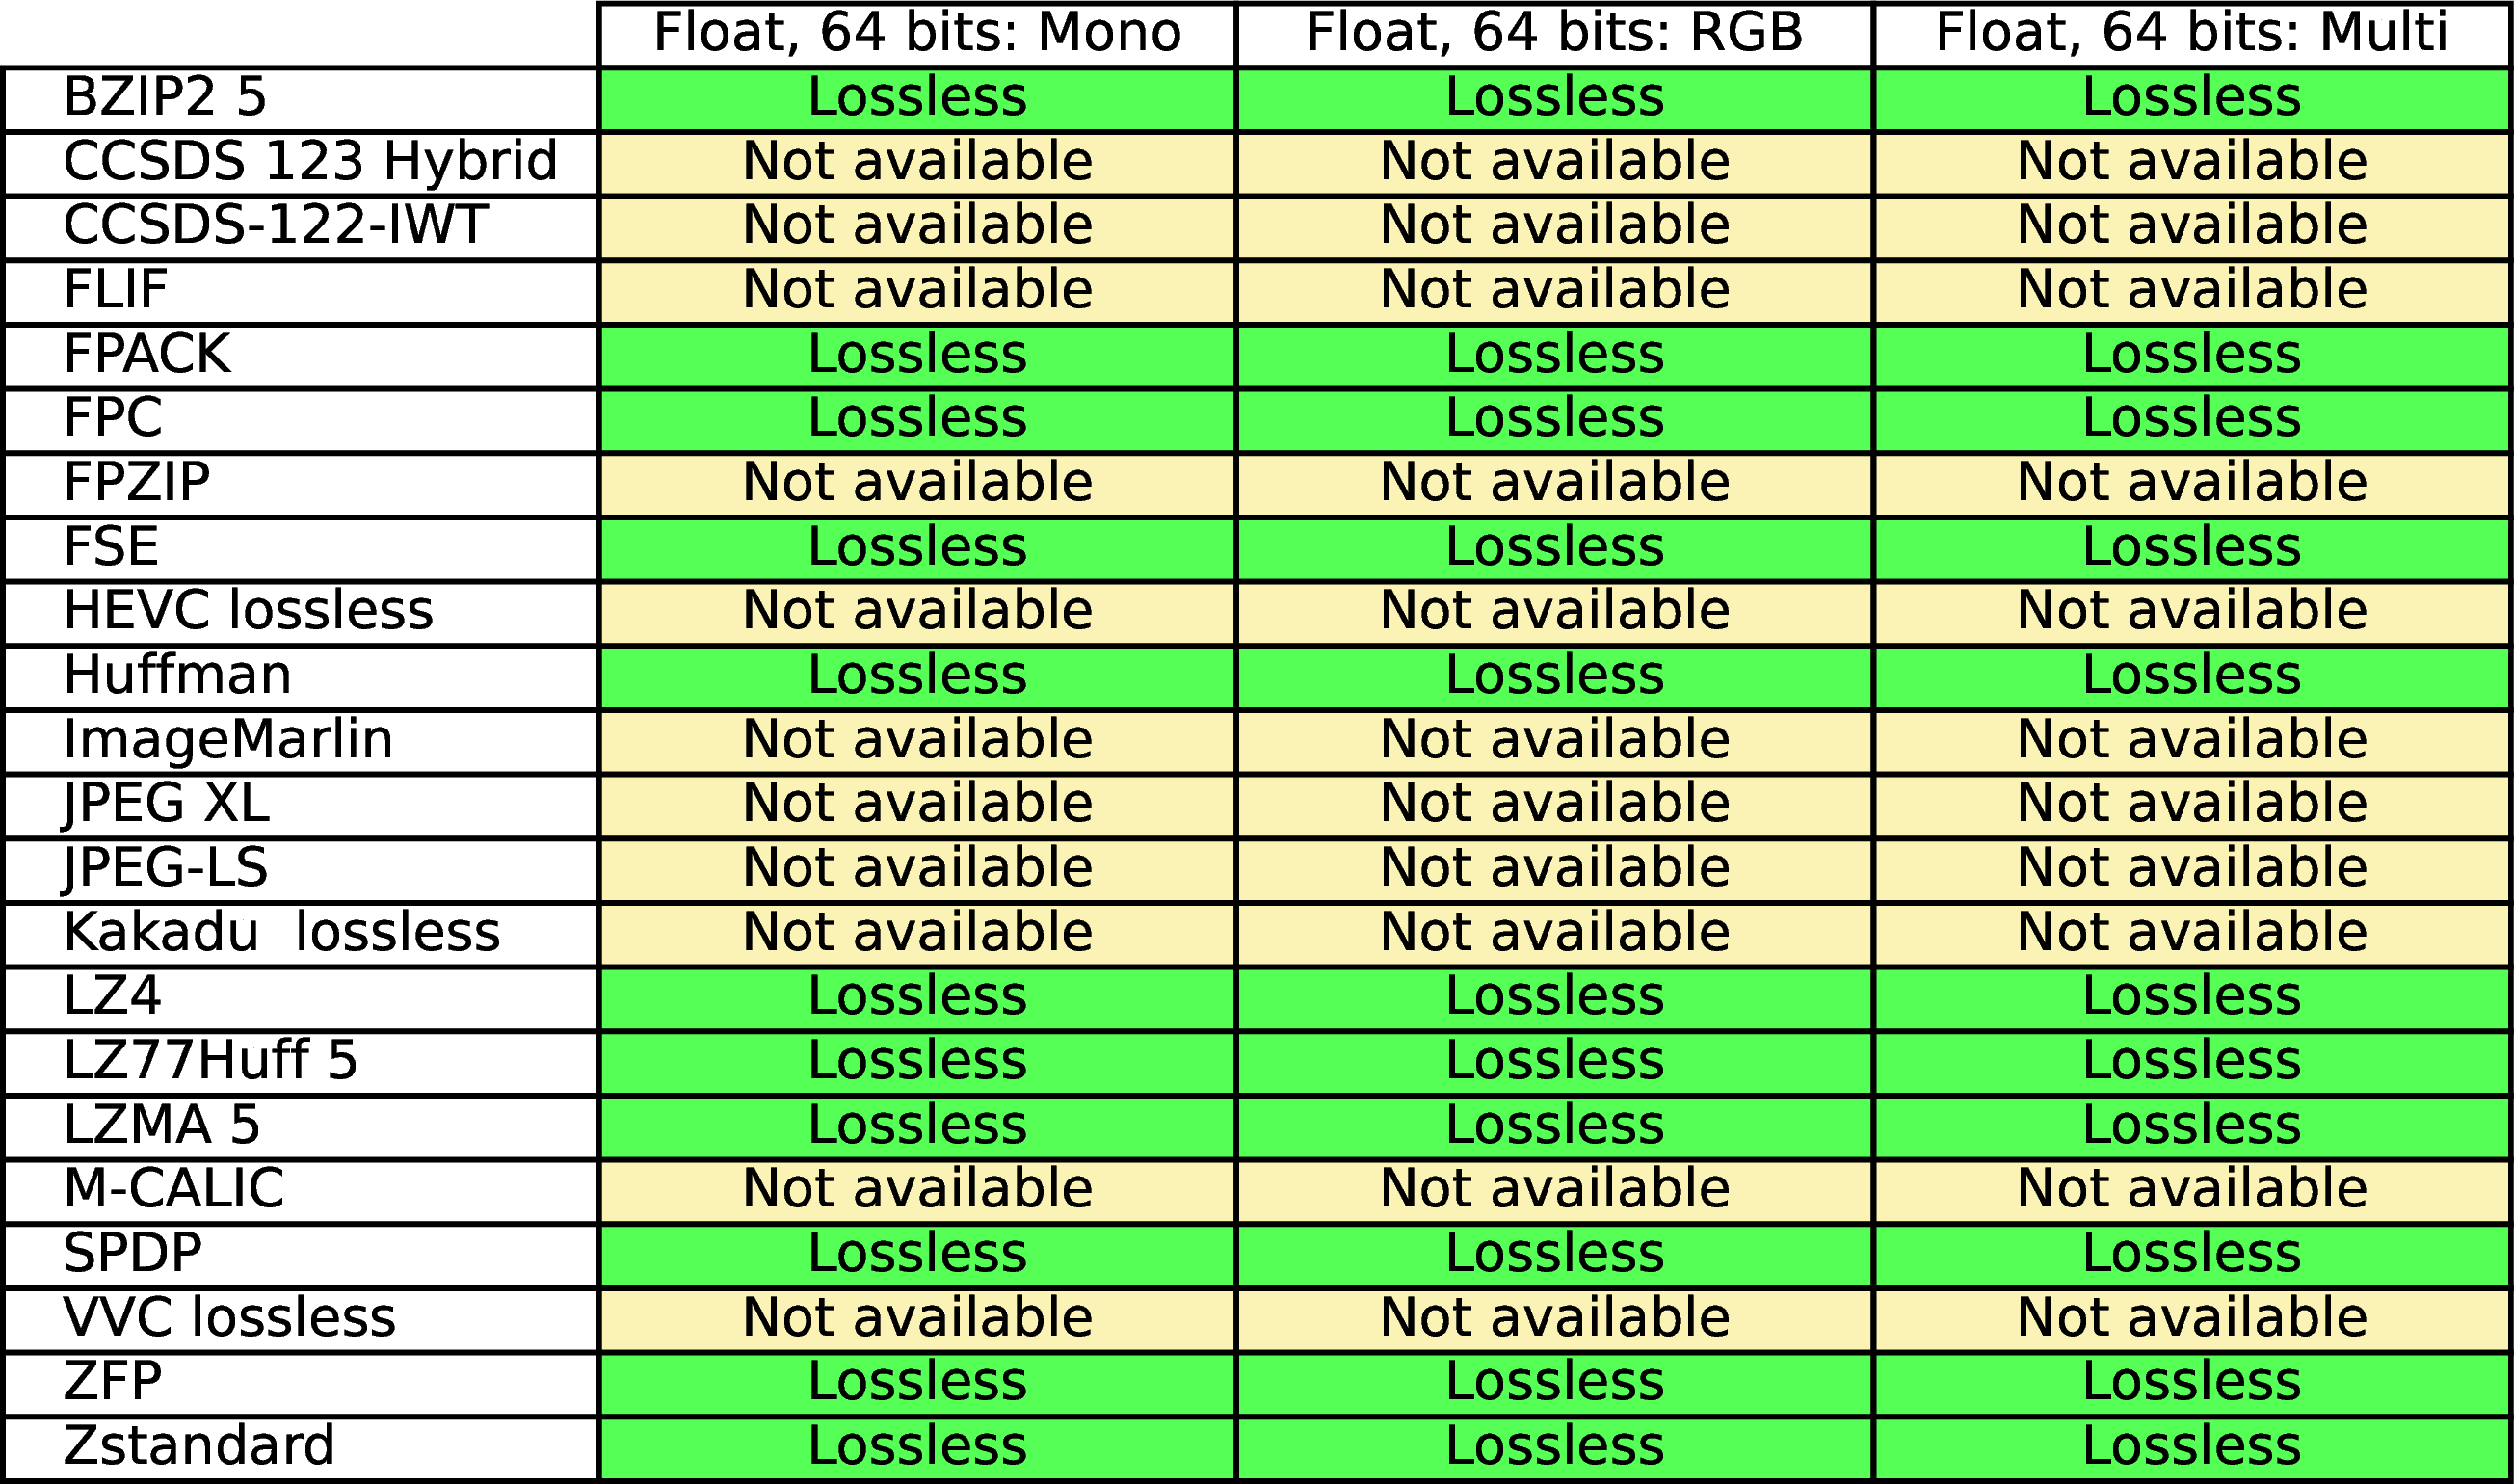 Float, 64 bits: Mono Float, 64 bits: RGB Float, 64 bits: Multi
BZIP2 5 Lossless Lossless Lossless
CCSDS 123 Hybrid Not available Not available Not available
CCSDS-122-IWT Not available Not available Not available
FLIF Not available Not available Not available
FPACK Lossless Lossless Lossless
FPC Lossless Lossless Lossless
FPZIP Not available Not available Not available
FSE Lossless Lossless Lossless
HEVC lossless Not available Not available Not available
Huffman Lossless Lossless Lossless
ImageMarlin Not available Not available Not available
JPEG XL Not available Not available Not available
JPEG-LS Not available Not available Not available
Kakadu  lossless Not available Not available Not available
LZ4 Lossless Lossless Lossless
LZ77Huff 5 Lossless Lossless Lossless
LZMA 5 Lossless Lossless Lossless
M-CALIC Not available Not available Not available
SPDP Lossless Lossless Lossless
VVC lossless Not available Not available Not available
ZFP Lossless Lossless Lossless
Zstandard Lossless Lossless Lossless